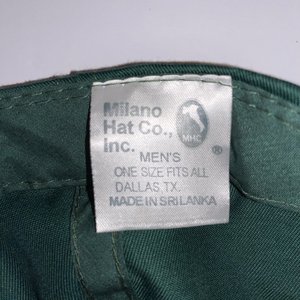 Milano
Hat Co.,
Inc.
MHC
®
MEN'S
ONE SIZE FITS ALL
DALLAS, TX.
MADE IN SRI LANKA